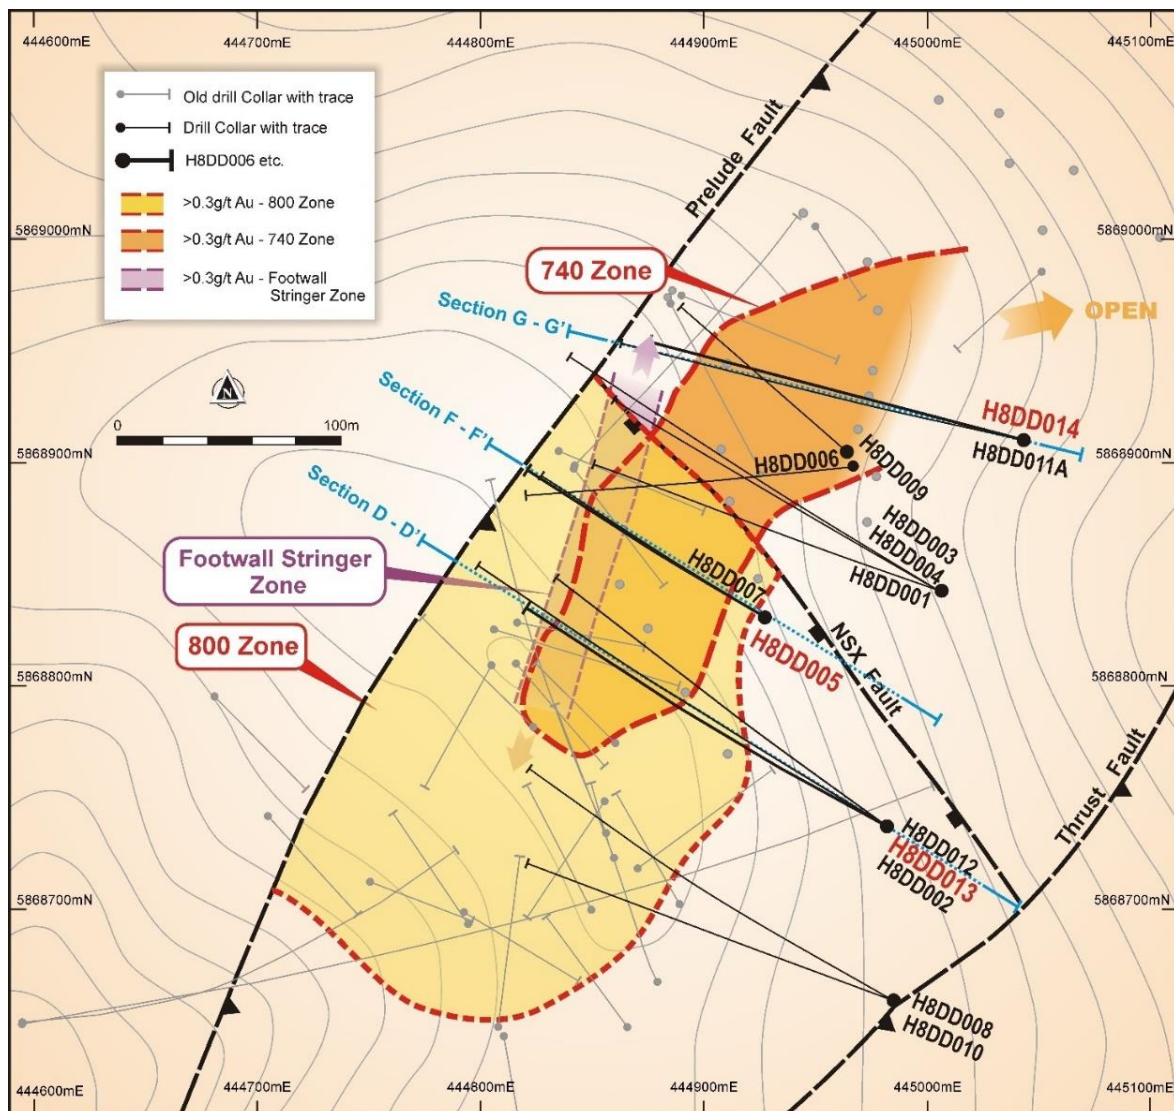 444600mE
444700mE
444800mE
444900mE
445000mE
445100mE
Old drill Collar with trace
Drill Collar with trace
H8DD006 etc.
>0.3g/t Au - 800 Zone
>0.3g/t Au - 740 Zone
>0.3g/t Au - Footwall
Stringer Zone
Prelude Fault
5869000mN
5869000mN
740 Zone
Section G - G’
OPEN
N
Section F - F’
0
100m
H8DD014
H8DD011A
5868900mN
5868900mN
H8DD006
H8DD009
Section D - D’
H8DD003
H8DD004
H8DD001
Footwall Stringer
Zone
H8DD007
NSX Fault
800 Zone
H8DD005
5868800mN
5868800mN
Thrust Fault
H8DD012
H8DD013
H8DD002
5868700mN
5868700mN
H8DD008
H8DD010
444600mE
444700mE
444800mE
444900mE
445000mE
445100mE